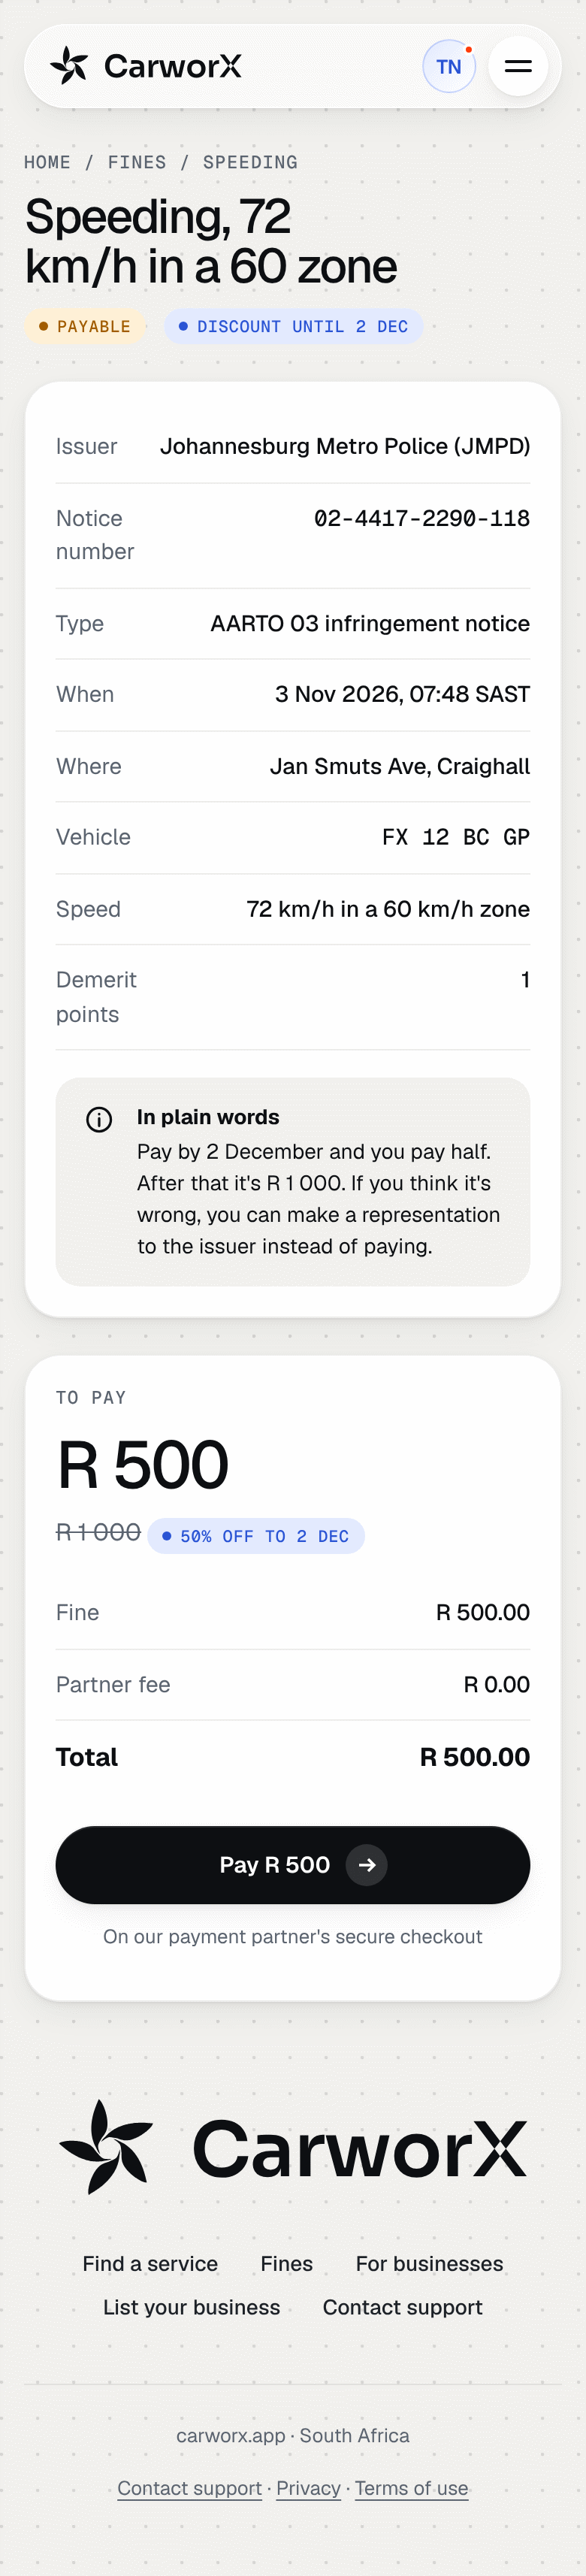 CarworX
TN
HOME / FINES / SPEEDING
Speeding, 72
km/h in a 60 zone
PAYABLE
DISCOUNT UNTIL 2 DEC
Issuer Johannesburg Metro Police (JMPD)
Notice number 02-4417-2290-118
Type AARTO 03 infringement notice
When 3 Nov 2026, 07:48 SAST
Where Jan Smuts Ave, Craighall
Vehicle FX 12 BC GP
Speed 72 km/h in a 60 km/h zone
Demerit points 1
In plain words
Pay by 2 December and you pay half.
After that it's R 1 000. If you think it's
wrong, you can make a representation
to the issuer instead of paying.
TO PAY
R 500
R 1 000 50% OFF TO 2 DEC
Fine R 500.00
Partner fee R 0.00
Total R 500.00
Pay R 500
On our payment partner's secure checkout
CarworX
Find a service Fines For businesses
List your business Contact support
carworx.app · South Africa
Contact support · Privacy · Terms of use